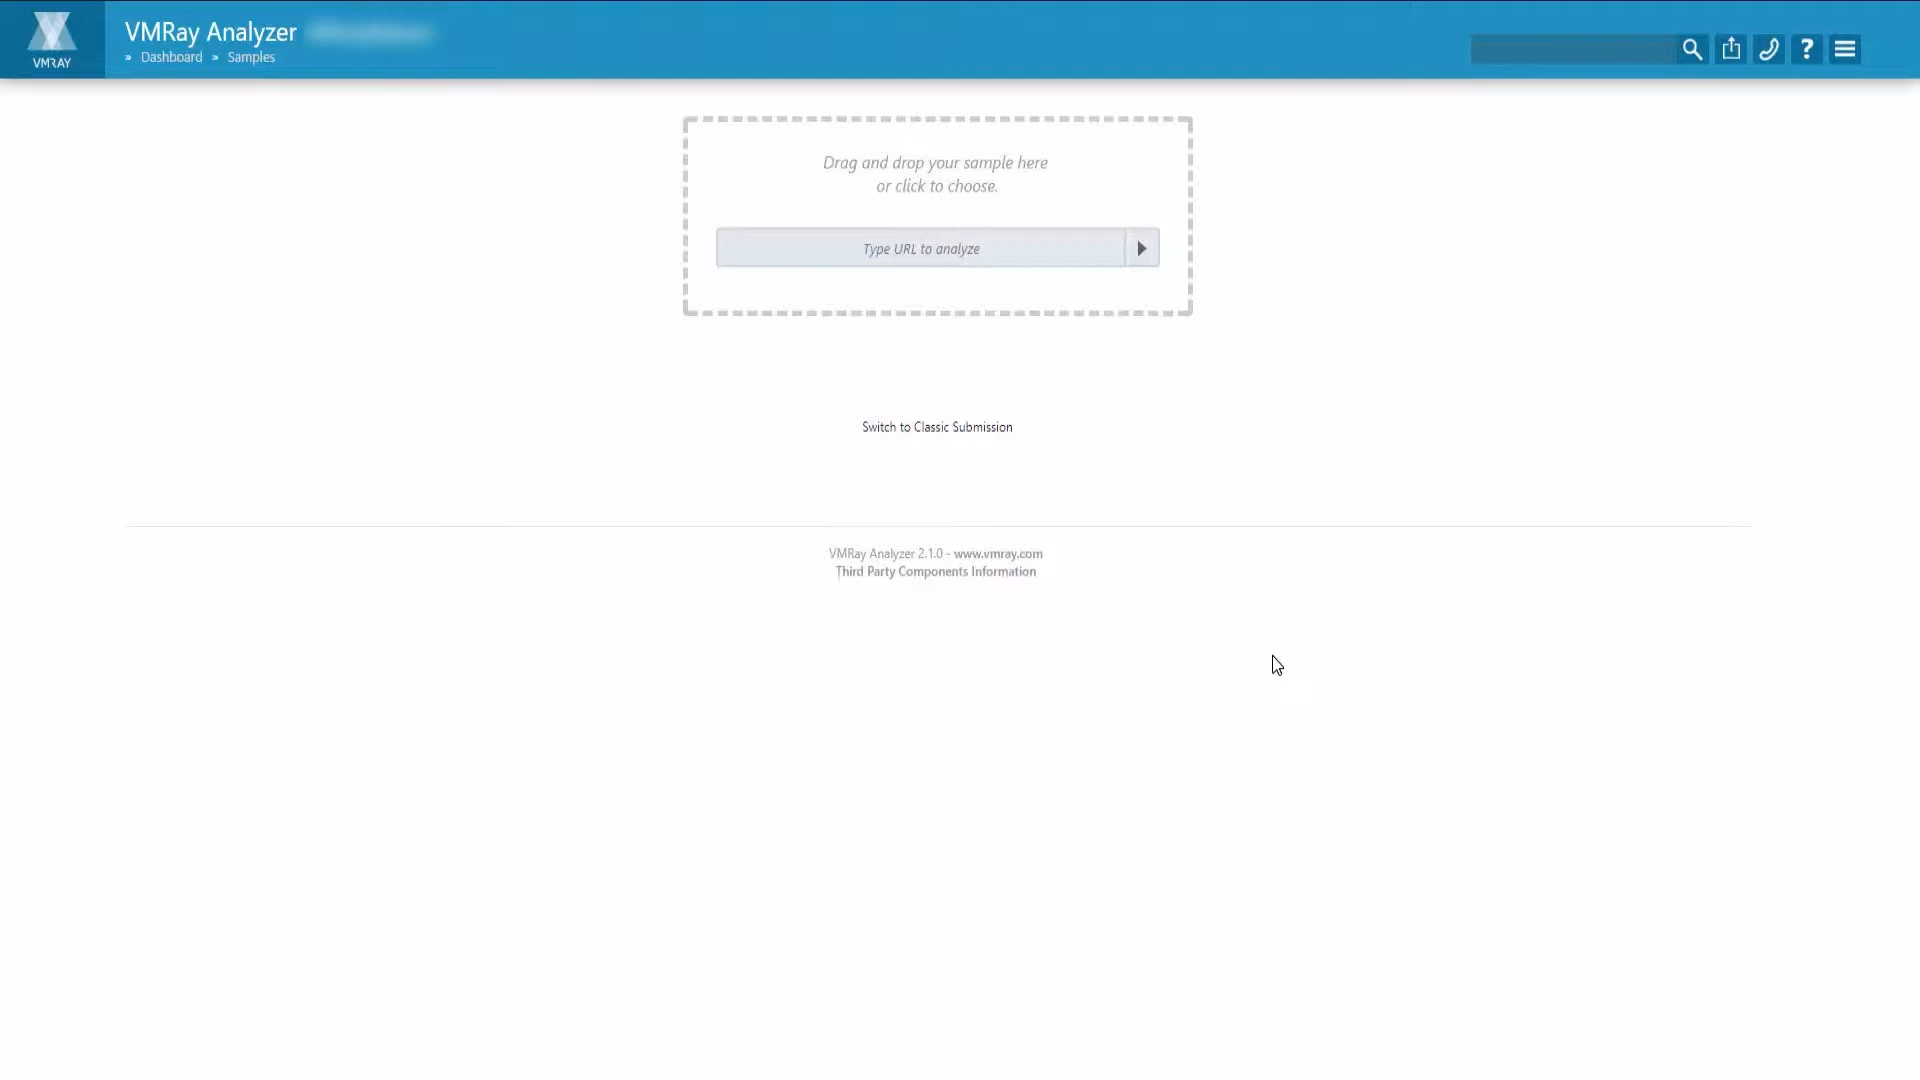 VMRay Analyzer
» Dashboard » Samples
VMRAY
?
Drag and drop your sample here
or click to choose.
Type URL to analyze
Switch to Classic Submission
VMRay Analyzer 2.1.0 - www.vmray.com
Third Party Components Information